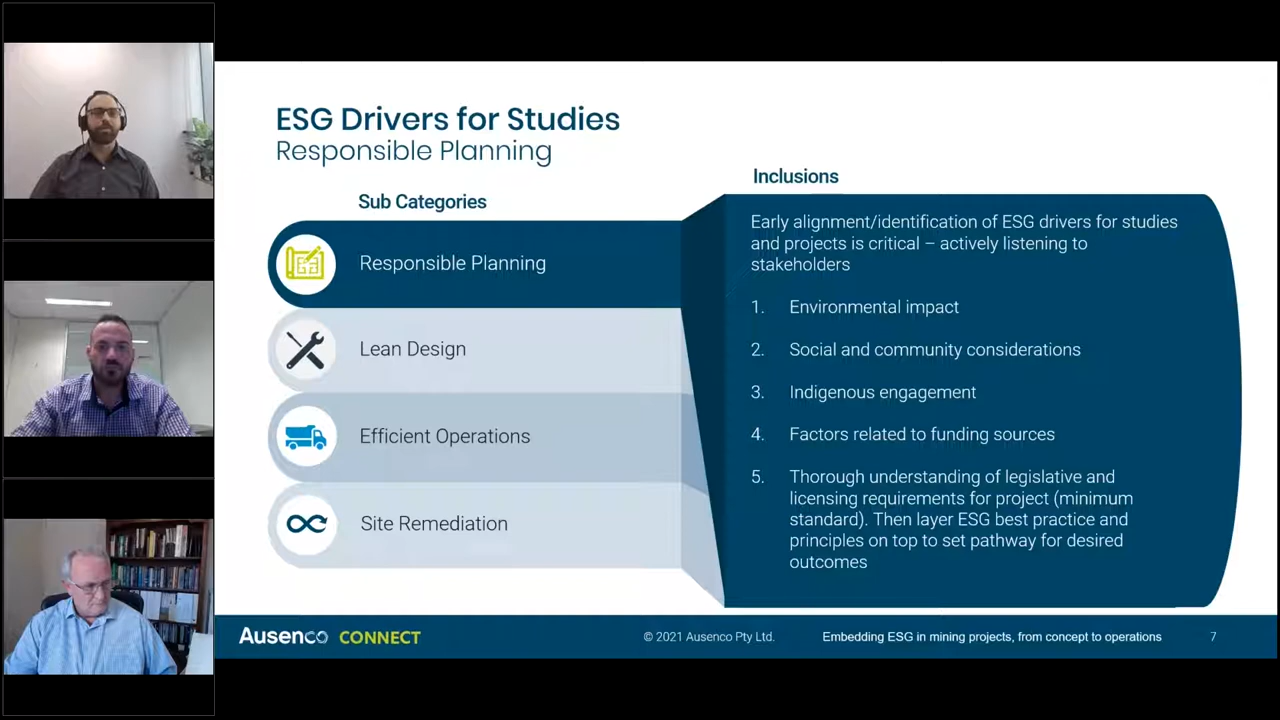 ESG Drivers for Studies
Responsible Planning
Sub Categories
Responsible Planning
Lean Design
Efficient Operations
Site Remediation
Inclusions
Early alignment/identification of ESG drivers for studies
and projects is critical – actively listening to
stakeholders
1. Environmental impact
2. Social and community considerations
3. Indigenous engagement
4. Factors related to funding sources
5. Thorough understanding of legislative and
licensing requirements for project (minimum
standard). Then layer ESG best practice and
principles on top to set pathway for desired
outcomes
Ausenco CONNECT
© 2021 Ausenco Pty Ltd.
Embedding ESG in mining projects, from concept to operations
7